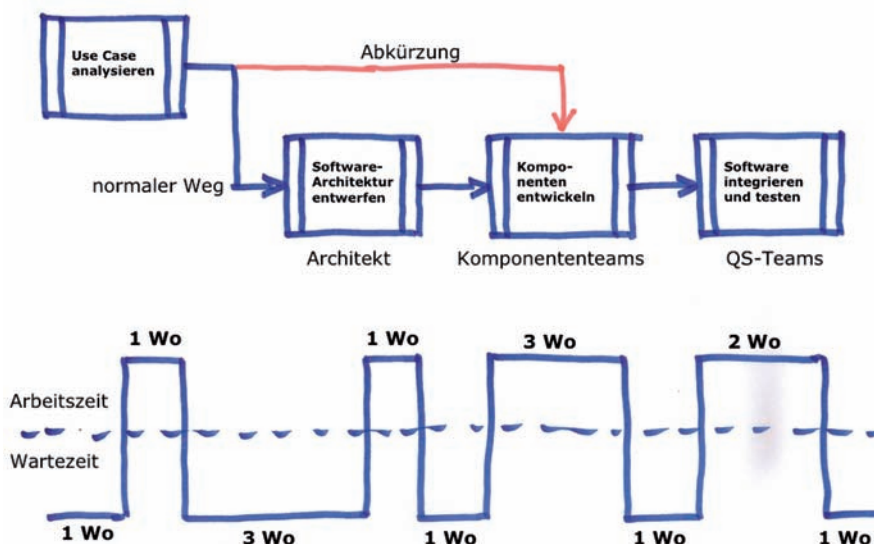 Use Case
analysieren
Abkürzung
normaler Weg
Software-
Architektur
entwerfen
Kompo-
nenten
entwickeln
Software
integrieren
und testen
Architekt
Komponententeams
QS-Teams
1 Wo
1 Wo
3 Wo
2 Wo
Arbeitszeit
Wartezeit
1 Wo
3 Wo
1 Wo
1 Wo
1 Wo